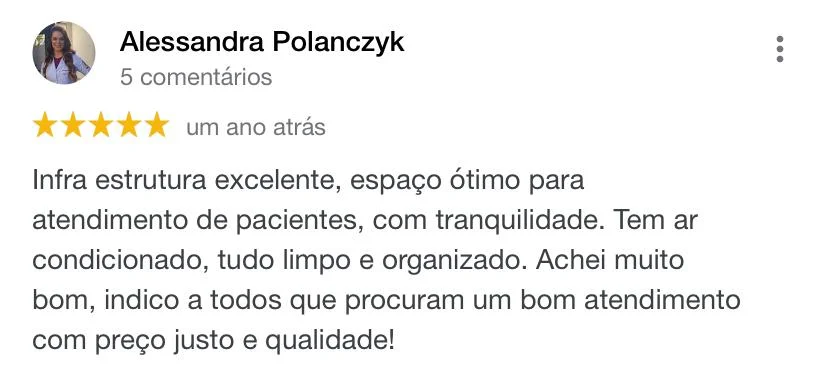 Alessandra Polanczyk
5 comentários
um ano atrás
Infra estrutura excelente, espaço ótimo para
atendimento de pacientes, com tranquilidade. Tem ar
condicionado, tudo limpo e organizado. Achei muito
bom, indico a todos que procuram um bom atendimento
com preço justo e qualidade!